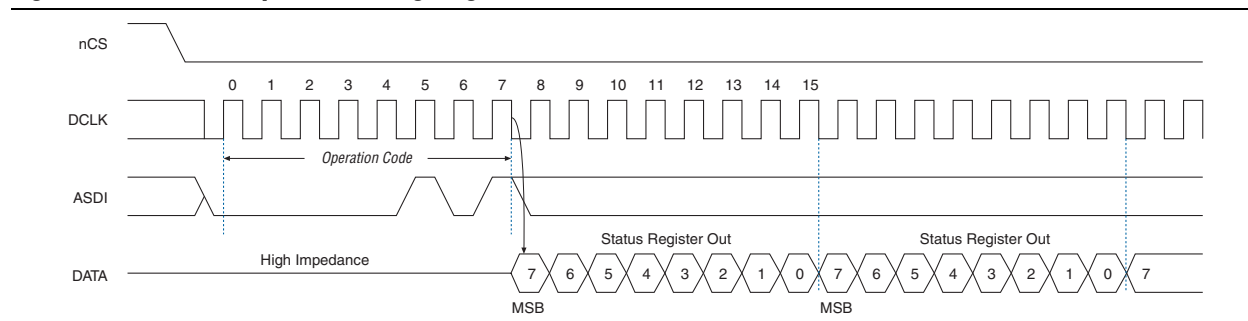 nCS
0 1 2 3 4 5 6 7 8 9 10 11 12 13 14 15
DCLK
Operation Code
ASDI
Status Register Out Status Register Out
High Impedance
DATA
7 6 5 4 3 2 1 0 7 6 5 4 3 2 1 0 7
MSB MSB